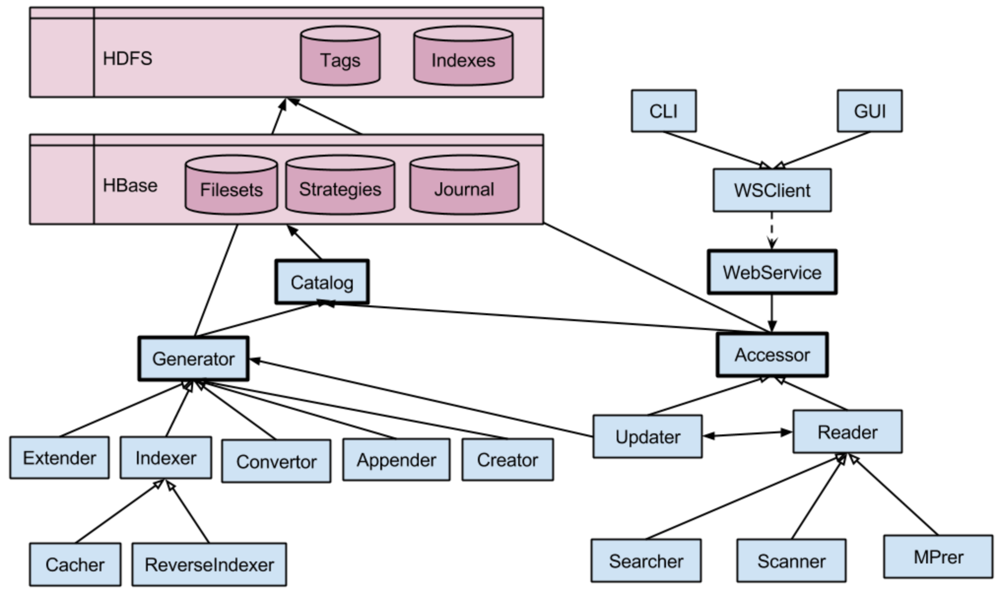 HDFS
Tags
Indexes
CLI
GUI
HBase
Filesets
Strategies
Journal
WSClient
WebService
Catalog
Generator
Accessor
Extender
Indexer
Convertor
Appender
Creator
Updater
Reader
Cacher
ReverseIndexer
Searcher
Scanner
MPrer